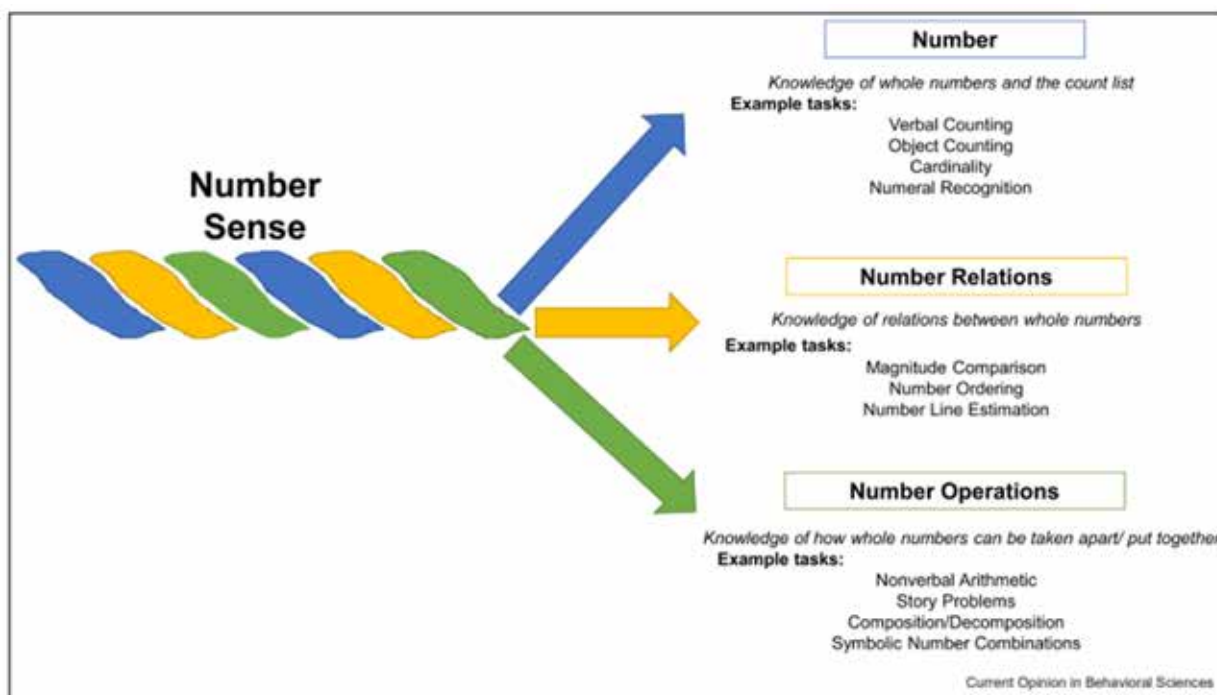 Number
Sense
Number
Knowledge of whole numbers and the count list
Example tasks:
Verbal Counting
Object Counting
Cardinality
Numeral Recognition
Number Relations
Knowledge of relations between whole numbers
Example tasks:
Magnitude Comparison
Number Ordering
Number Line Estimation
Number Operations
Knowledge of how whole numbers can be taken apart/ put together
Example tasks:
Nonverbal Arithmetic
Story Problems
Composition/Decomposition
Symbolic Number Combinations
Current Opinion in Behavioral Sciences